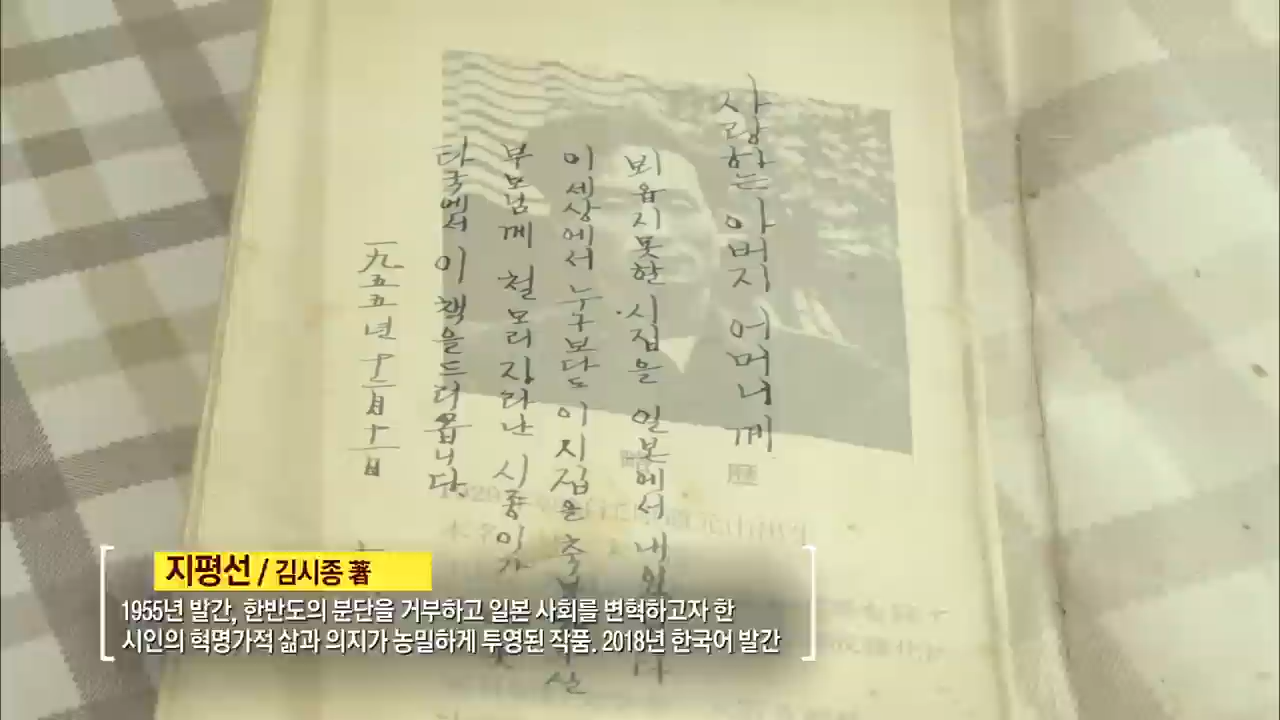 사랑하는 아버지 어머니께
뵈옵시못한 시집을 일본에서
이 세상에서 누구보다도 이 시집을
부모님께 철모리 자라난 시종이가
타국에서 이 책을 드리옵니다.
一九五五년 十二月 十一日
지평선 / 김시종 著
1955년 발간, 한반도의 분단을 거부하고 일본 사회를 변혁하고자 한
시인의 혁명가적 삶과 의지가 농밀하게 투영된 작품. 2018년 한국어 발간